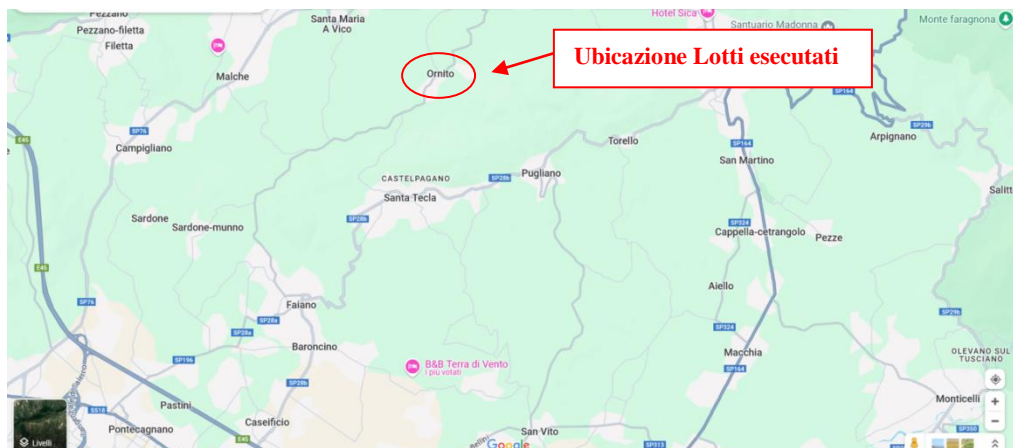 Pezzano
Pezzano-filetta
Filetta
Santa Maria
A Vico
Hotel Sica
Santuario Madonna
Monte faragnona
Ubicazione Lotti esecutati
Ornito
Malche
SP164
SP76
E45
Campigliano
Torello
SP164
San Martino
SP29b
Arpignano
CASTELPAGANO
SP28b
Pugliano
Santa Tecla
Salitt
Sardone
Sardone-munno
SP28b
SP324
Cappella-cetrangolo
Pezze
E45
Aiello
SP76
Faiano
SP28a
SP28a
SP29b
SP324
Baroncino
Macchia
OLEVANO SUL
TUSCIANO
SP196
B&B Terra di Vento
I più votati
SP164
SP28b
Monticelli
Pastini
SS18
Caseificio
Pontecagnano
E45
San Vito
Bellini
SP350
Livelli
Google
SP313